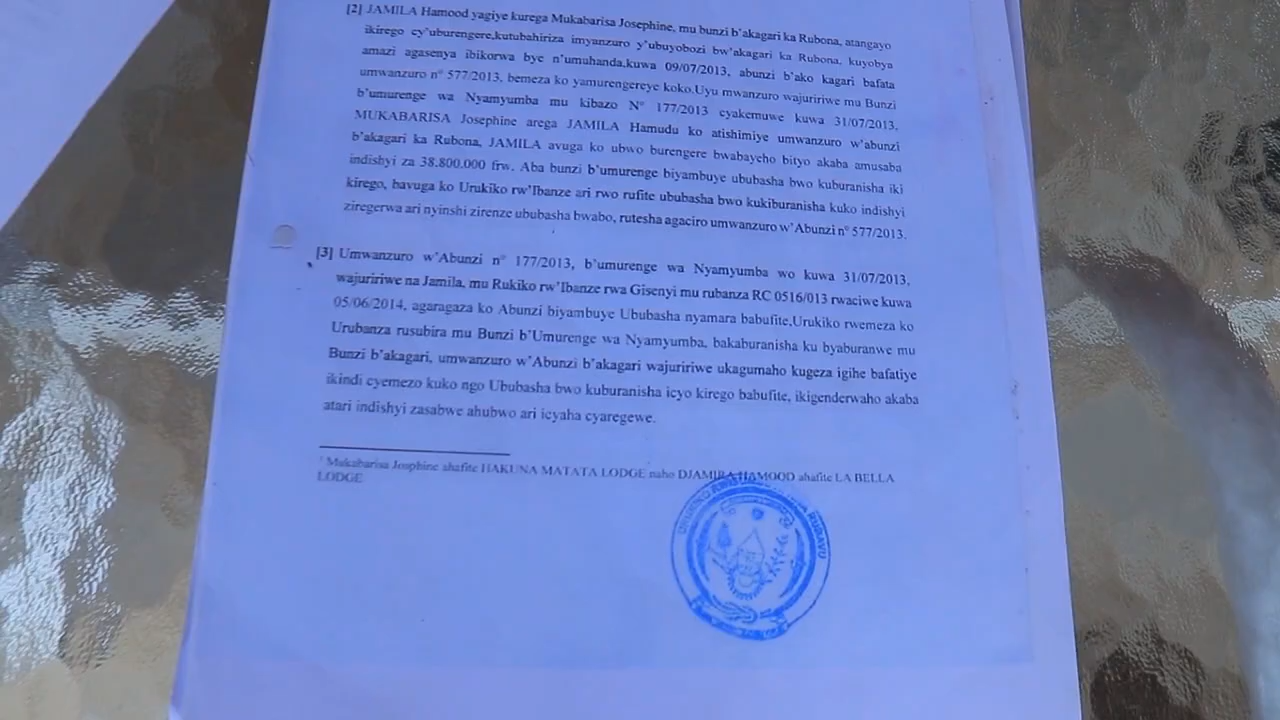 [2] JAMILA Hamood yagiye kurega Mukabarisa Josephine, mu bunzi b'akagari ka Rubona, atangayo
ikirego cy'uburengere,kutubahiriza imyanzuro y'ubuyobozi bw'akagari ka Rubona, kuyobya
amazi agasenya ibikorwa bye n'umuhanda,kuwa 09/07/2013, abunzi b'ako kagari bafata
umwanzuro n° 577/2013, bemeza ko yamurengereye koko.Uyu mwanzuro wajuririwe mu Bunzi
b'umurenge wa Nyamyumba mu kibazo N° 177/2013 cyakemuwe kuwa 31/07/2013,
MUKABARISA Josephine arega JAMILA Hamudu ko atishimiye umwanzuro w'abunzi
b'akagari ka Rubona, JAMILA avuga ko ubwo burengere bwabayeho bityo akaba amusaba
indishyi za 38.800.000 frw. Aba bunzi b'umurenge biyambuye ububasha bwo kuburanisha iki
kirego, bavuga ko Urukiko rw'Ibanze ari rwo rufite ububasha bwo kukiburanisha kuko indishyi
ziregerwa ari nyinshi zirenze ububasha bwabo, rutesha agaciro umwanzuro w'Abunzi n° 577/2013.
[3] Umwanzuro w'Abunzi n° 177/2013, b'umurenge wa Nyamyumba wo kuwa 31/07/2013,
wajuririwe na Jamila, mu Rukiko rw'Ibanze rwa Gisenyi mu rubanza RC 0516/013 rwaciwe kuwa
05/06/2014, agaragaza ko Abunzi biyambuye Ububasha nyamara babufite,Urukiko rwemeza ko
Urubanza rusubira mu Bunzi b'Umurenge wa Nyamyumba, bakaburanisha ku byaburanwe mu
Bunzi b'akagari, umwanzuro w'Abunzi b'akagari wajuririwe ukagumaho kugeza igihe bafatiye
ikindi cyemezo kuko ngo Ububasha bwo kuburanisha icyo kirego babufite, ikigenderwaho akaba
atari indishyi zasabwe ahubwo ari icyaha cyaregewe.
Mukabarisa Josphine ahafite HAKUNA MATATA LODGE naho DJAMIRA HAMOOD ahafite LA BELLA
LODGE
RUBAVU